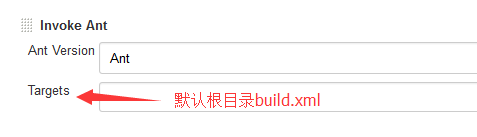 Invoke Ant
Ant Version
Ant
Targets
默认根目录build.xml